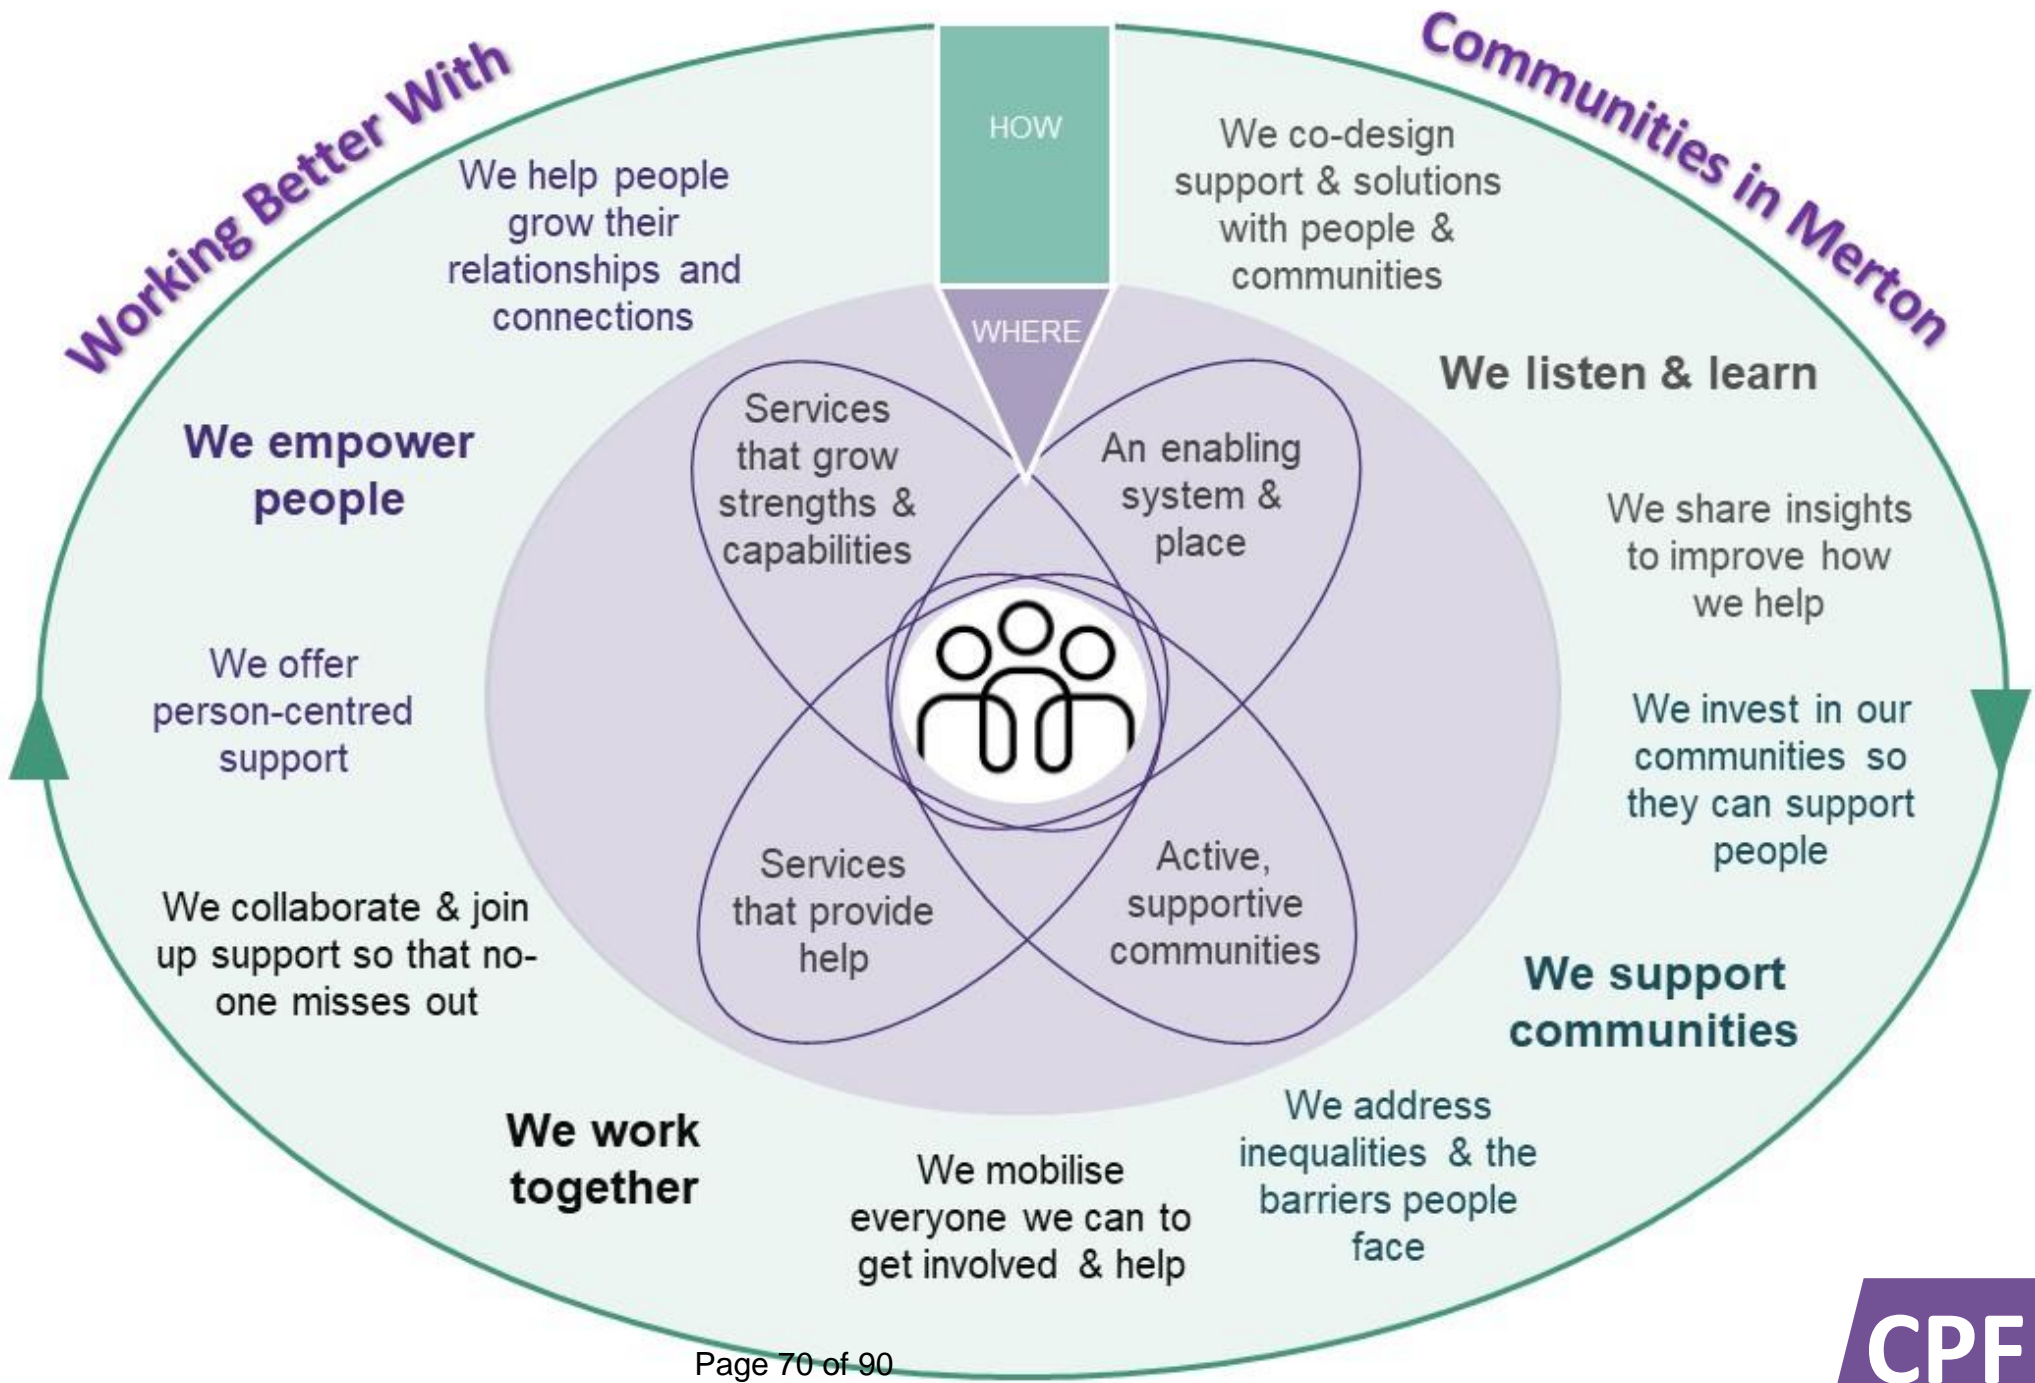 Working Better With
Communities in Merton
HOW
WHERE
We co-design
support & solutions
with people &
communities
We listen & learn
We share insights
to improve how
we help
We invest in our
communities so
they can support
people
We support
communities
We address
inequalities & the
barriers people
face
We mobilise
everyone we can to
get involved & help
We work
together
We collaborate & join
up support so that no-
one misses out
We offer
person-centred
support
We empower
people
We help people
grow their
relationships and
connections
Services
that grow
strengths &
capabilities
An enabling
system &
place
Services
that provide
help
Active,
supportive
communities
Page 70 of 90
CPF